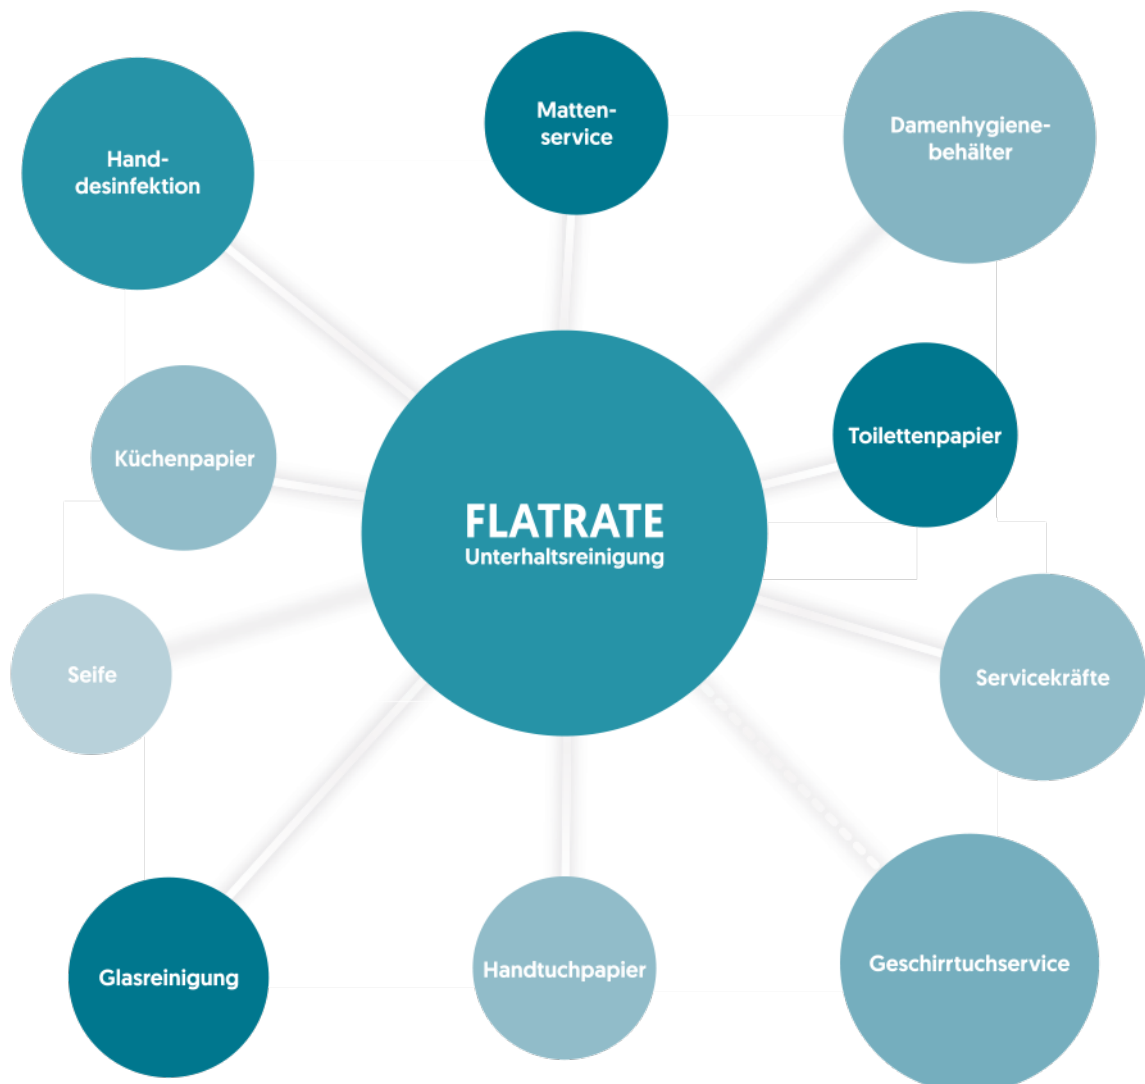 Matten-
service
Damenhygiene-
behälter
Hand-
desinfektion
Toilettenpapier
Küchenpapier
FLATRATE
Unterhaltsreinigung
Seife
Servicekräfte
Geschirrtuchservice
Handtuchpapier
Glasreinigung